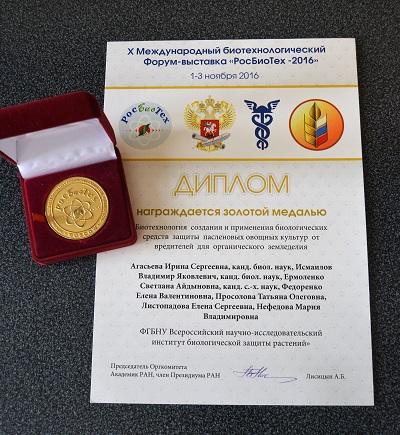 X Международный биотехнологический
Форум-выставка «РосБиоТех -2016»
1-3 ноября 2016
РосБиоТех
ДИПЛОМ
награждается золотой медалью
Биотехнология создания и применения биологических
средств защиты пасленовых овощных культур от
вредителей для органического земледелия
Агасьева Ирина Сергеевна, канд. биол. наук, Исмаилов
Владимир Яковлевич, канд. биол. наук, Ермоленко
Светлана Айдыновна, канд. с.-х. наук, Федоренко
Елена Валентиновна, Просолова Татьяна Олеговна,
Листопадова Елена Сергеевна, Нефедова Мария
Владимировна
ФГБНУ Всероссийский научно-исследовательский
институт биологической защиты растений»
Председатель Оргкомитета
Академик РАН, член Президиума РАН
Лисицын А.Б.
РосБиоТех